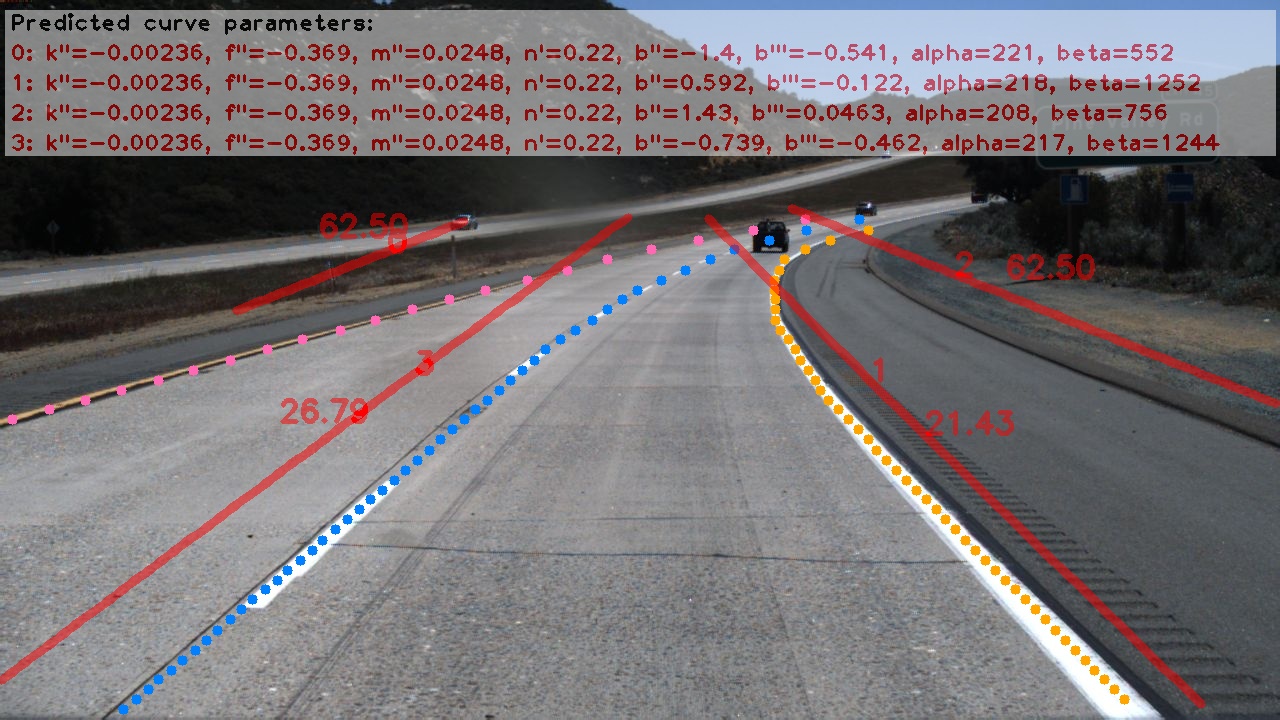 Predicted curve parameters:
0: k''=-0.00236, f''=-0.369, m''=0.0248, n'=0.22, b''=-1.4, b'''=-0.541, alpha=221, beta=552
1: k''=-0.00236, f''=-0.369, m''=0.0248, n'=0.22, b''=0.592, b'''=-0.122, alpha=218, beta=1252
2: k''=-0.00236, f''=-0.369, m''=0.0248, n'=0.22, b''=1.43, b'''=0.0463, alpha=208, beta=756
3: k''=-0.00236, f''=-0.369, m''=0.0248, n'=0.22, b''=-0.739, b'''=-0.462, alpha=217, beta=1244
Rd
62.50
2 62.50
3
1
26.79
21.43